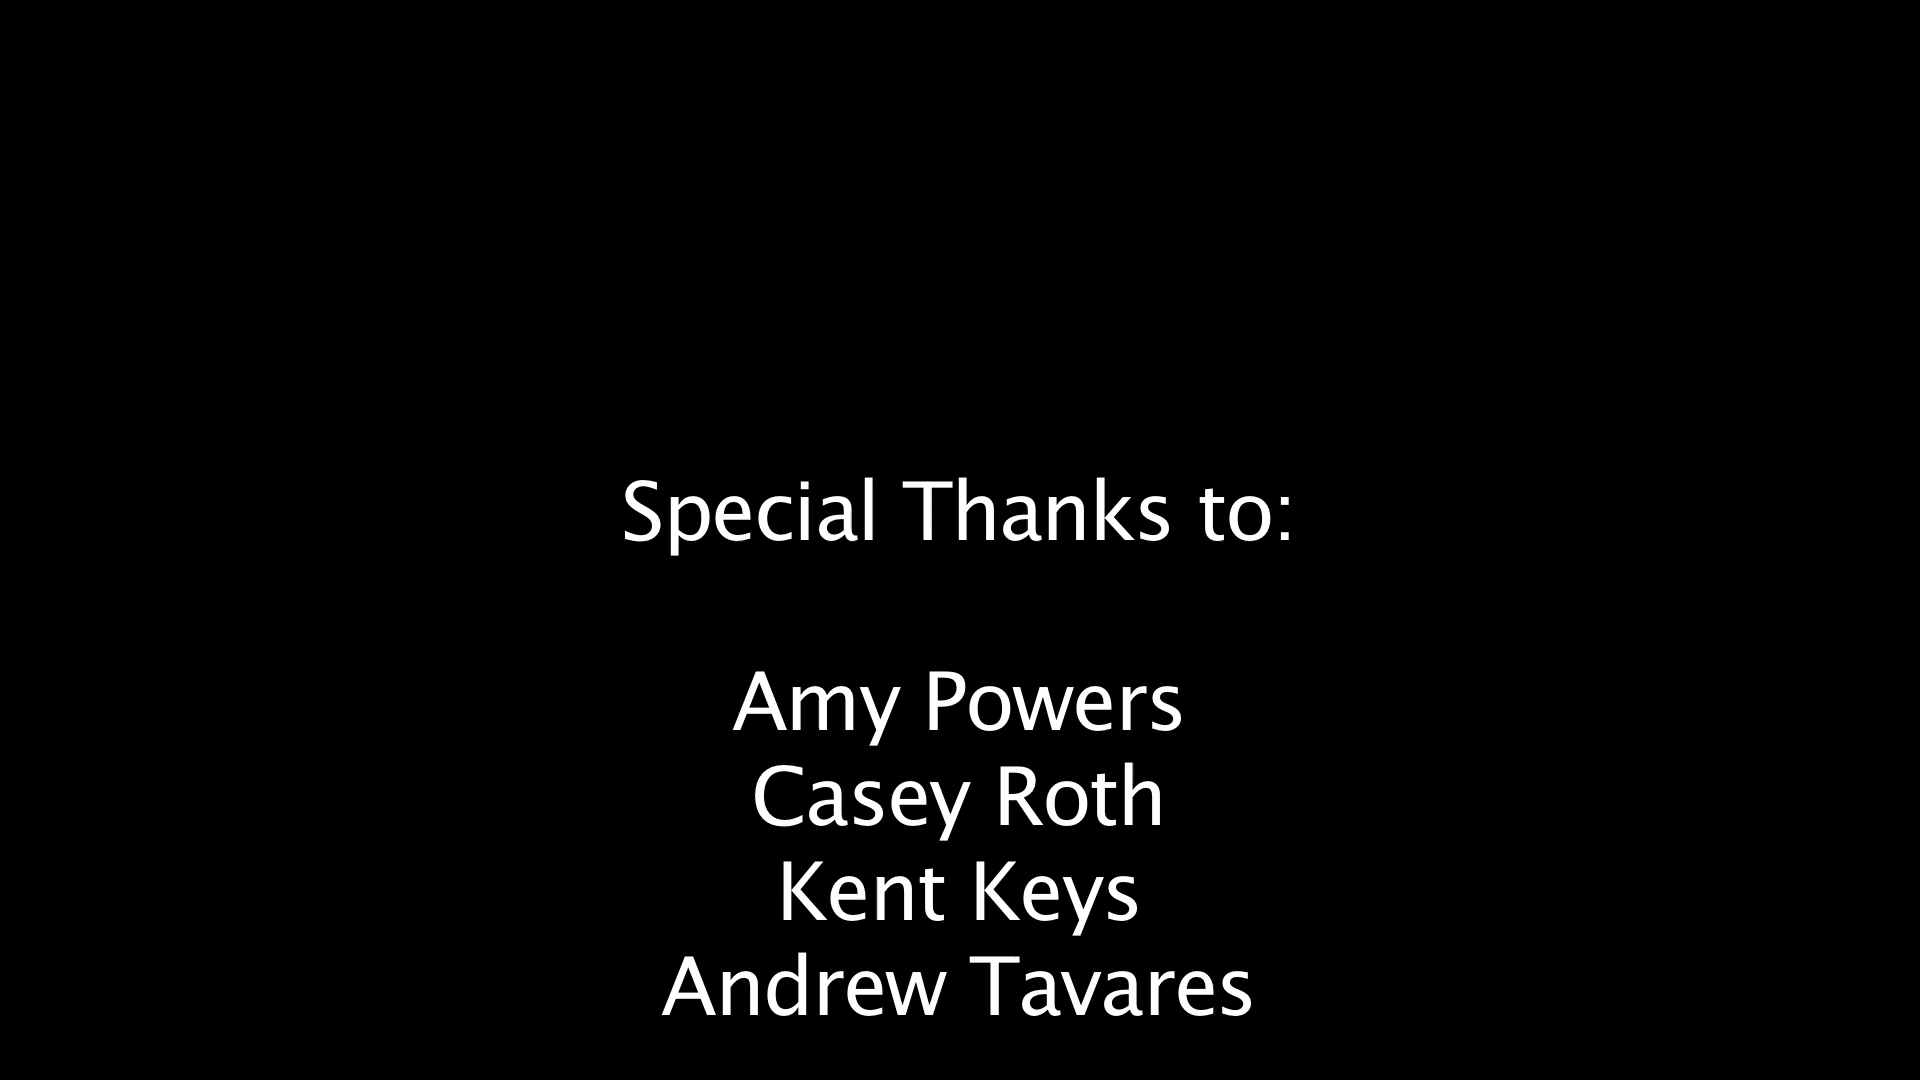 Special Thanks to:
Amy Powers
Casey Roth
Kent Keys
Andrew Tavares